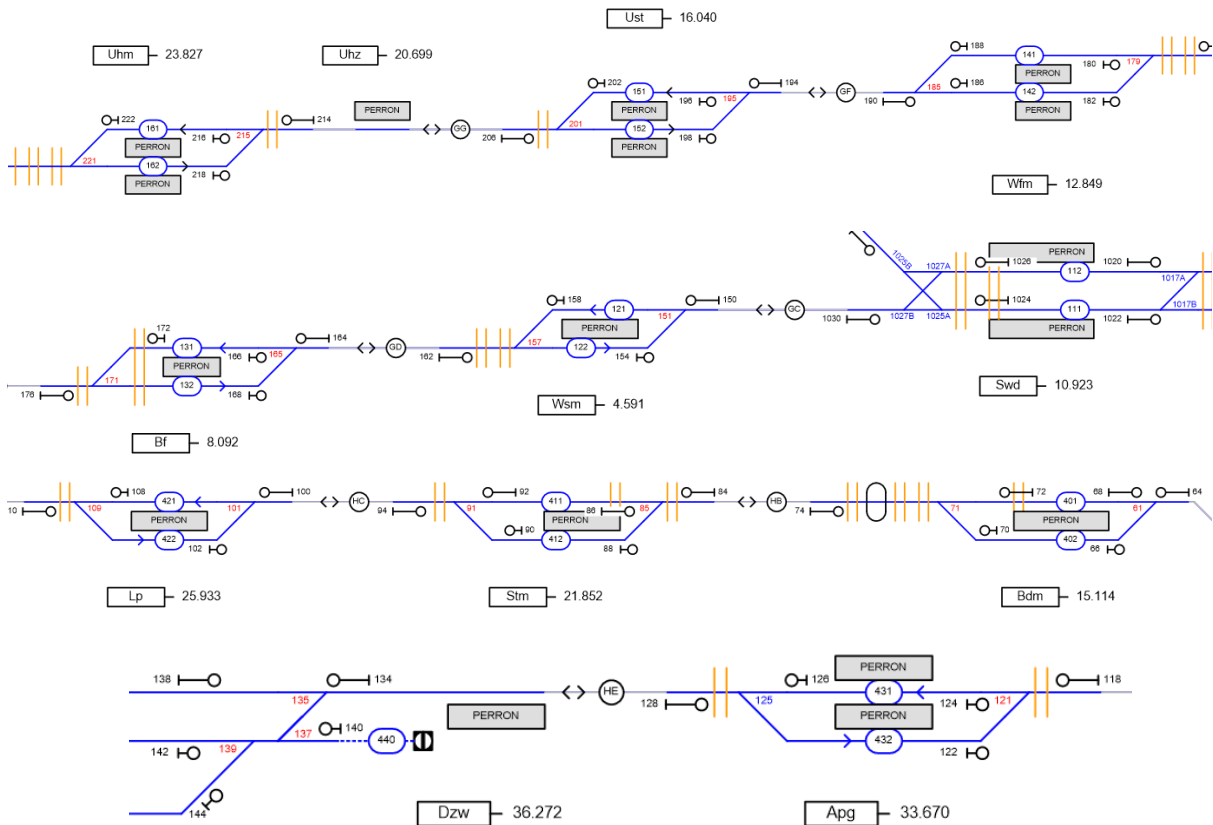 Ust 16.040
Uhm 23.827
Uhz 20.699
188 141 180 179
PERRON
185 186 142 182 190
PERRON
202 151 196 195 194 GF
PERRON
201 152 198 206 GG
PERRON
222 161 216 215 214
PERRON
221 162 218
PERRON
Wfm 12.849
1025B 1027A 1026 1020
PERRON
112 1017A
1024
1030 1027B 1025A 111 1022 1017B
PERRON
GC
158 121 151 150
PERRON
157 122 154 162
GD
172 131 166 165 164
PERRON
176 171 132 168
Swd 10.923
Wsm 4.591
Bf 8.092
108 421 101 100 HC
PERRON
10 109 422 102 94
92 411 86 85 84 HB
PERRON
91 90 412 88 74
72 401 68 64
PERRON
71 70 402 66 61
Lp 25.933
Stm 21.852
Bdm 15.114
138 134 135 HE
PERRON
142 139 137 140 440
144
PERRON
126 431 124 121 118
PERRON
128 125 432 122
Dzw 36.272
Apg 33.670